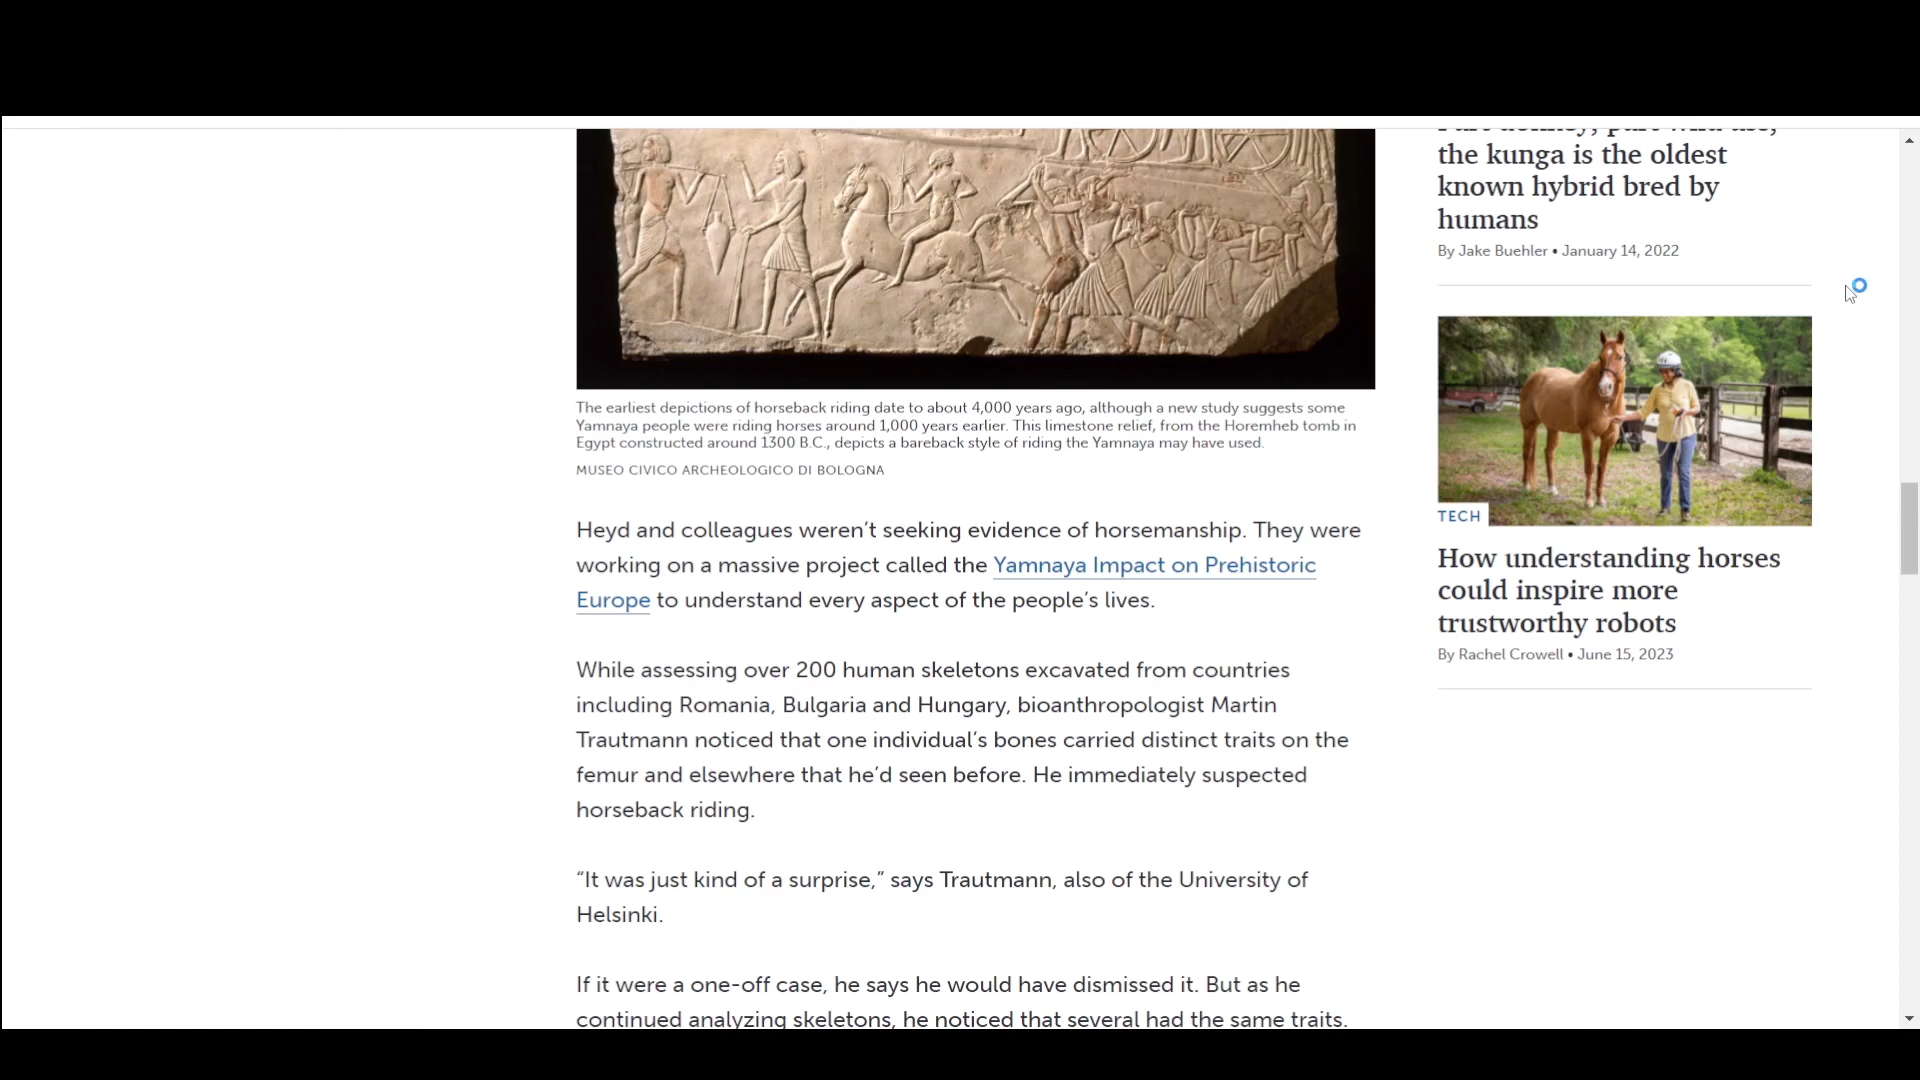 The earliest depictions of horseback riding date to about 4,000 years ago, although a new study suggests some
Yamnaya people were riding horses around 1,000 years earlier. This limestone relief, from the Horemheb tomb in
Egypt constructed around 1300 B.C., depicts a bareback style of riding the Yamnaya may have used.
MUSEO CIVICO ARCHEOLOGICO DI BOLOGNA
Heyd and colleagues weren’t seeking evidence of horsemanship. They were
working on a massive project called the Yamnaya Impact on Prehistoric
Europe to understand every aspect of the people’s lives.
While assessing over 200 human skeletons excavated from countries
including Romania, Bulgaria and Hungary, bioanthropologist Martin
Trautmann noticed that one individual’s bones carried distinct traits on the
femur and elsewhere that he’d seen before. He immediately suspected
horseback riding.
“It was just kind of a surprise,” says Trautmann, also of the University of
Helsinki.
If it were a one-off case, he says he would have dismissed it. But as he
continued analyzing skeletons, he noticed that several had the same traits.
the kunga is the oldest
known hybrid bred by
humans
By Jake Buehler • January 14, 2022
TECH
How understanding horses
could inspire more
trustworthy robots
By Rachel Crowell • June 15, 2023